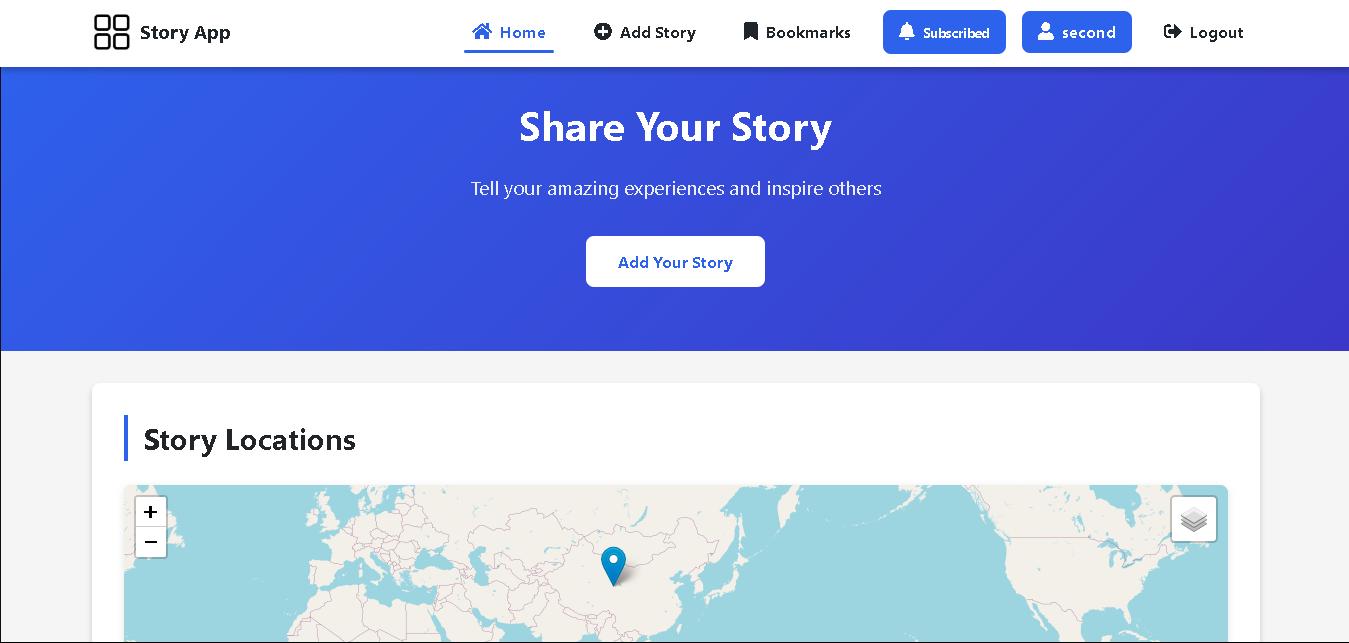 Story App
Home
Add Story
Bookmarks
Subscribed
second
Logout
Share Your Story
Tell your amazing experiences and inspire others
Add Your Story
Story Locations
+
−